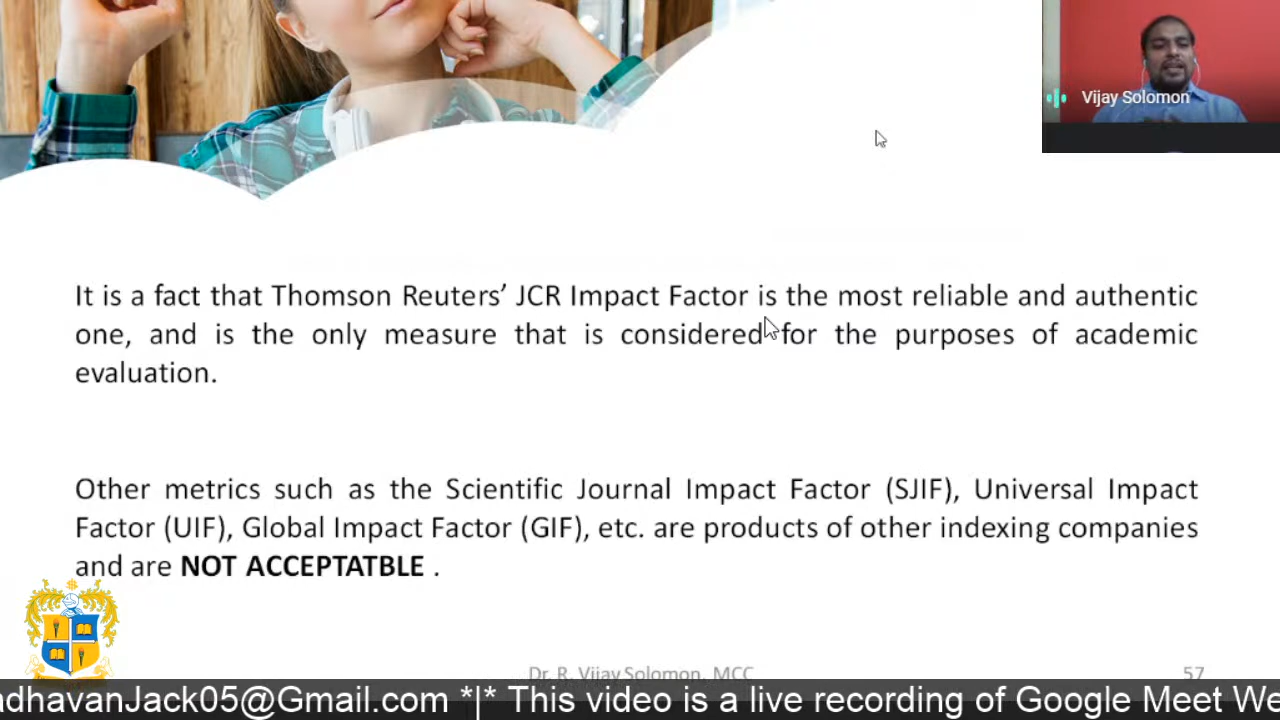 Vijay Solomon
It is a fact that Thomson Reuters’ JCR Impact Factor is the most reliable and authentic
one, and is the only measure that is considered for the purposes of academic
evaluation.
Other metrics such as the Scientific Journal Impact Factor (SJIF), Universal Impact
Factor (UIF), Global Impact Factor (GIF), etc. are products of other indexing companies
and are NOT ACCEPTATBLE .
Dr. R. Vijay Solomon, MCC
57
adhavanJack05@Gmail.com *|* This video is a live recording of Google Meet We